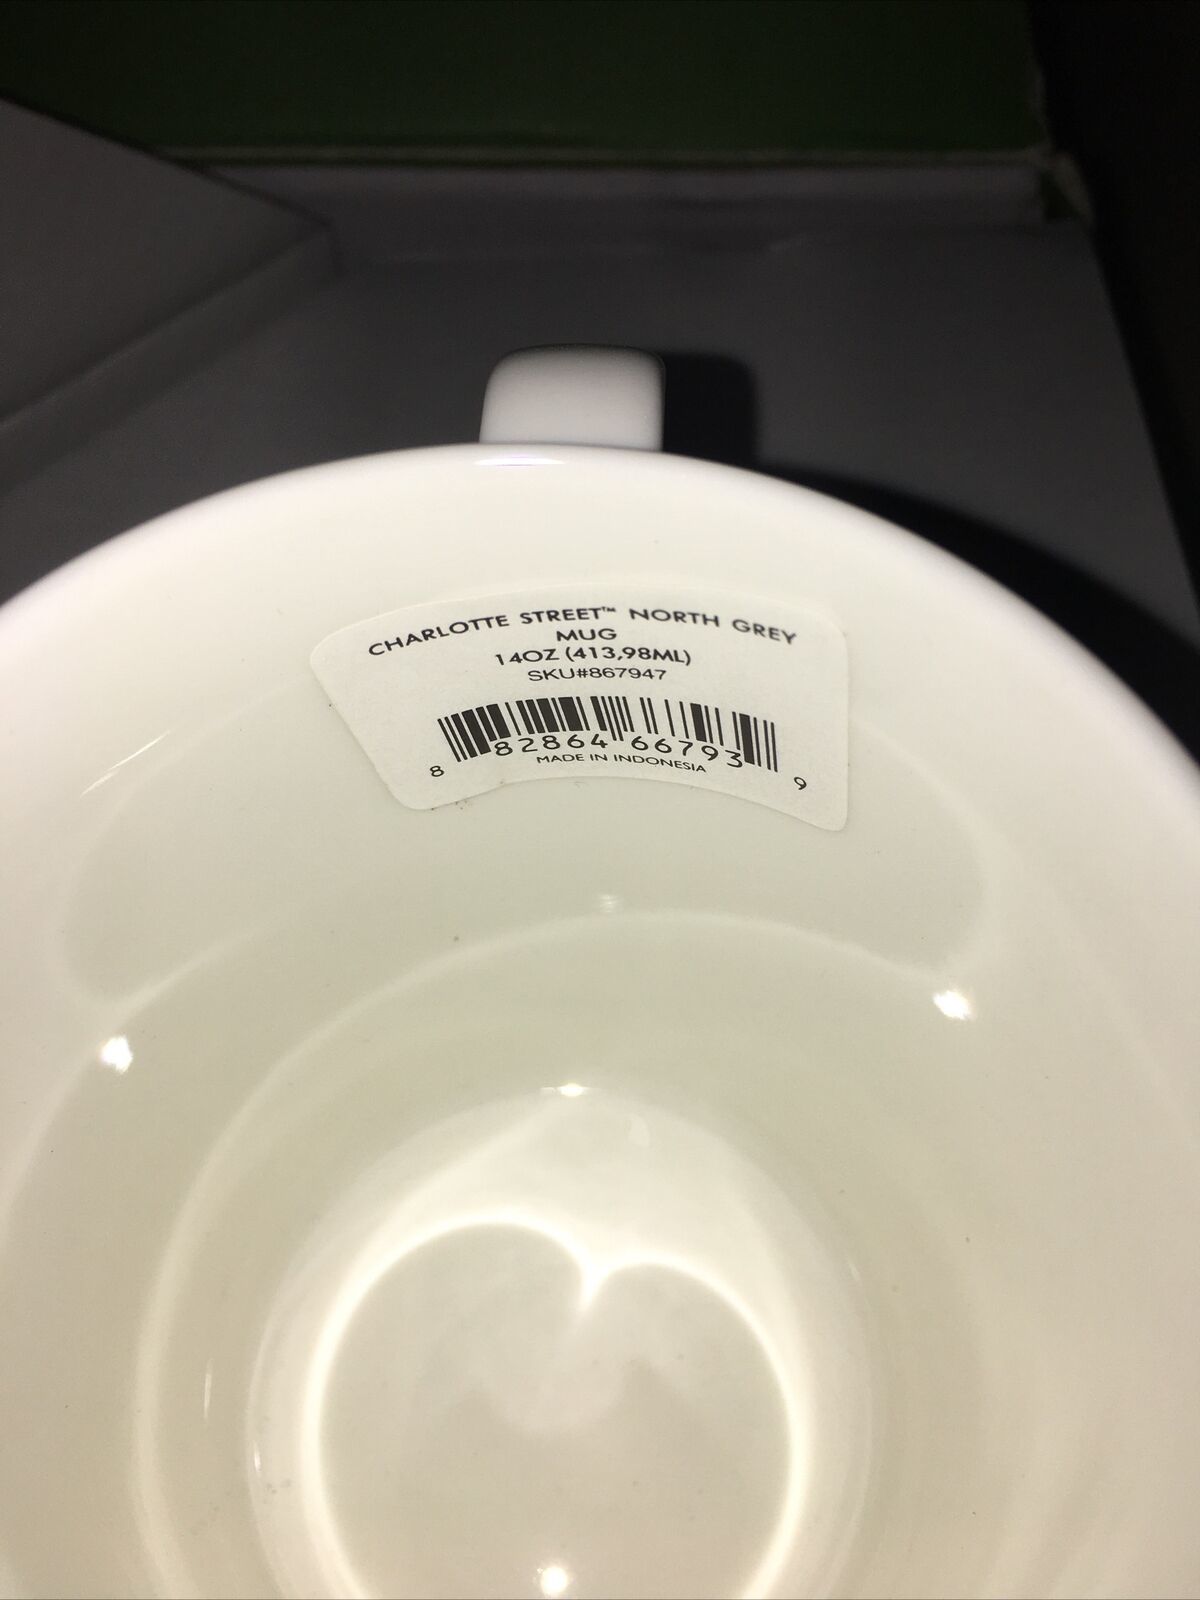 CHARLOTTE STREET™ NORTH GREY
MUG
14OZ (413,98ML)
SKU#867947
8 82864 66793 9
MADE IN INDONESIA